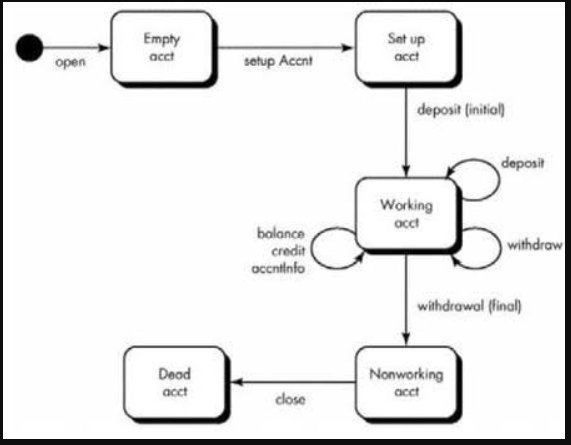 Empty
acct
open
setup Accnt
Set up
acct
deposit (initial)
deposit
Working
acct
balance
credit
accntInfo
withdraw
withdrawal (final)
Nonworking
acct
close
Dead
acct